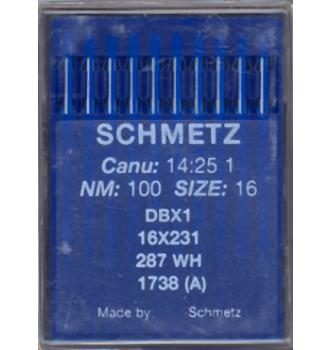 SCHMETZ
Canu: 14:25 1
NM: 100 SIZE: 16
DBX1
16X231
287 WH
1738 (A)
Made by Schmetz